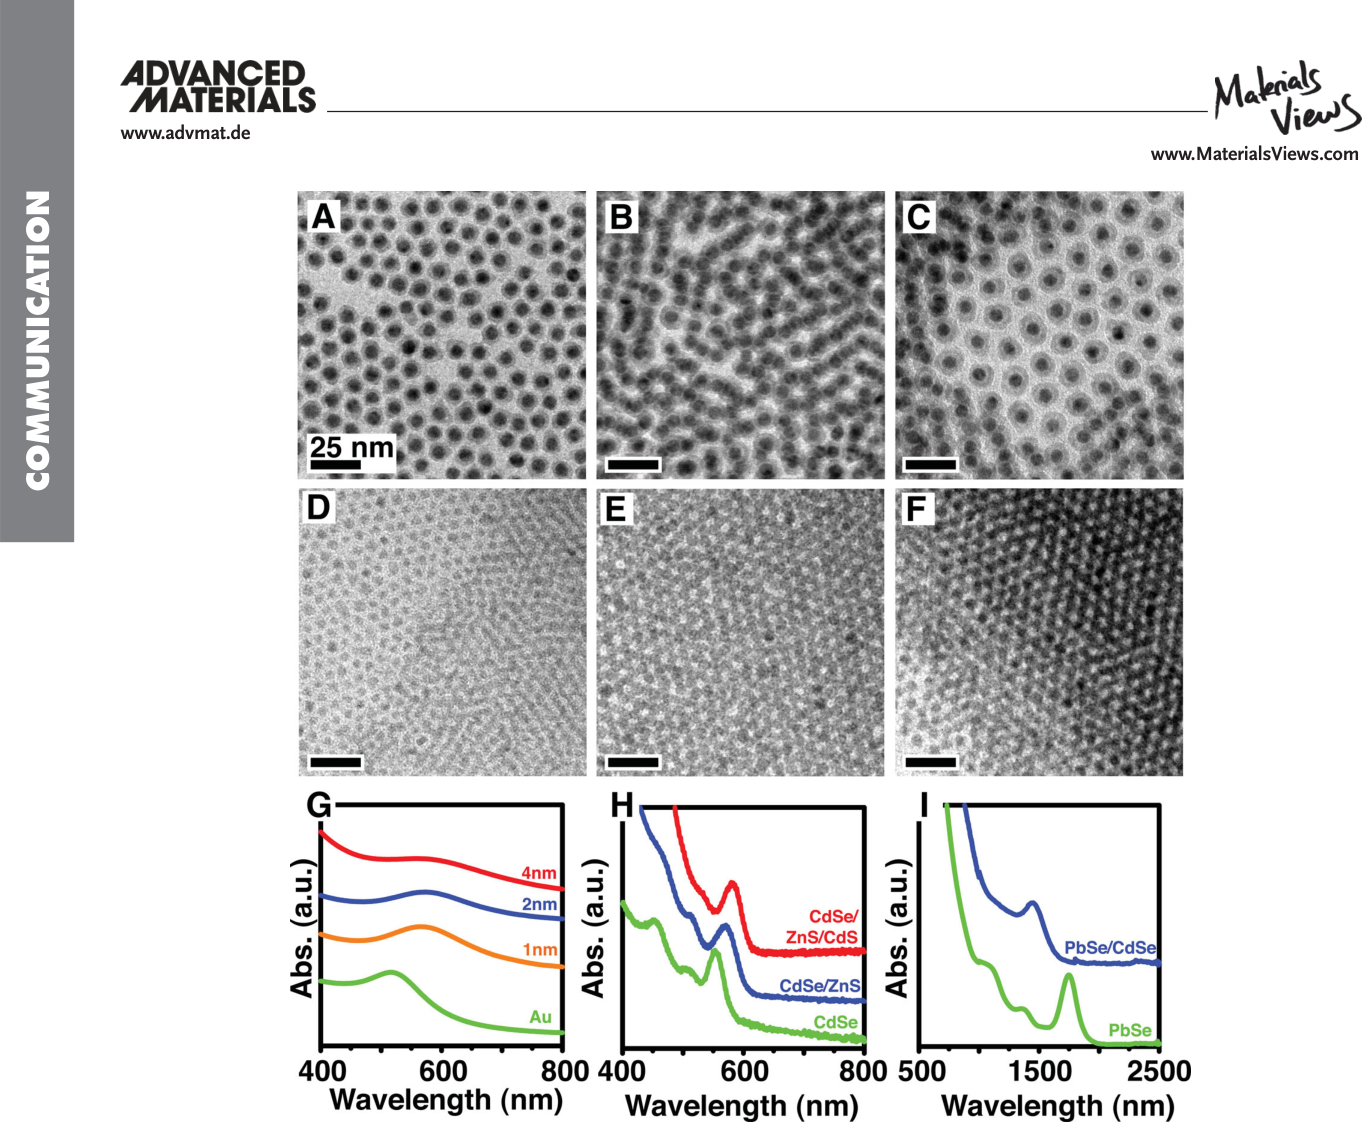 ADVANCED
MATERIALS
www.advmat.de
Materials
Views
www.MaterialsViews.com
COMMUNICATION
A
B
C
25 nm
D
E
F
G
H
I
4nm
2nm
1nm
Au
Abs. (a.u.)
400
600
800
Wavelength (nm)
CdSe/
ZnS/CdS
CdSe/ZnS
CdSe
Abs. (a.u.)
400
600
800
Wavelength (nm)
PbSe/CdSe
PbSe
Abs. (a.u.)
500
1500
2500
Wavelength (nm)